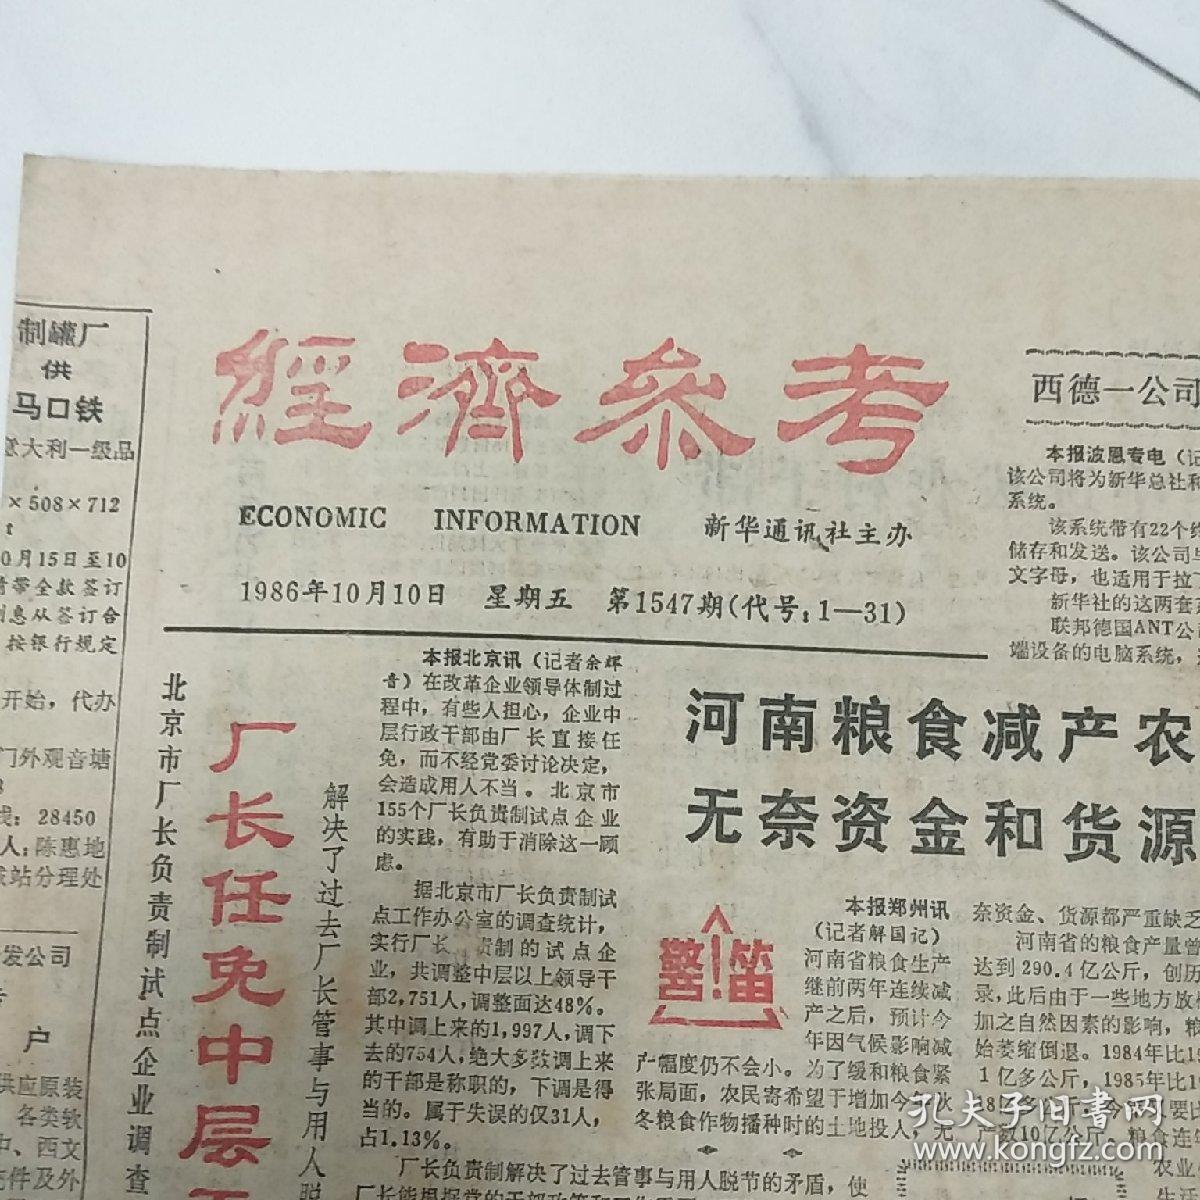 經濟参考
ECONOMIC INFORMATION 新华通讯社主办
1986年10月10日 星期五 第1547期(代号:1—31)
制罐厂
供
马口铁
意大利一级品
×508×712
10月15日至10
带全款签订
息从签订合
按银行规定
开始，代办
门外观音塘
28450
人:陈惠地
站分理处
发公司
户
供应原装
各类软
中、西文
件及外
北京市厂长负责制试点企业调查
厂长任免中层
解决了过去厂长管事与用人脱
本报北京讯（记者余辉
音）在改革企业领导体制过
程中，有些人担心，企业中
层行政干部由厂长直接任
免，而不经党委讨论决定，
会造成用人不当。北京市
155个厂长负责制试点企业
的实践，有助于消除这一顾
虑。
据北京市厂长负责制试
点工作办公室的调查统计，
实行厂长 责制的试点企
业，共调整中层以上领导干
部2,751人，调整面达48%。
其中调上来的1,997人，调下
去的754人，绝大多数调上来
的干部是称职的，下调是得
当的。属于失误的仅31人，
占1.13%。
厂长负责制解决了过去管事与用人脱节的矛盾，使
西德一公司
本报波恩专电（记
该公司将为新华总社和
系统。
该系统带有22个终
储存和发送。该公司
文字母，也适用于拉丁
新华社的这两套
联邦德国ANT公
端设备的电脑系统，
河南粮食减产农
无奈资金和货源
警!笛
本报郑州讯
（记者解国记）
河南省粮食生产
继前两年连续减
产之后，预计今
年因气候影响减
产幅度仍不会小。为了缓和粮食紧
张局面，农民寄希望于增加今年秋
冬粮食作物播种时的土地投入，无
奈资金、货源都严重缺乏
河南省的粮食产量曾
达到290.4亿公斤，创历
录，此后由于一些地方放
加之自然因素的影响，粮
始萎缩倒退。1984年比1
1亿多公斤，1985年比1
农业
孔夫子旧书网
www.kongfz.com